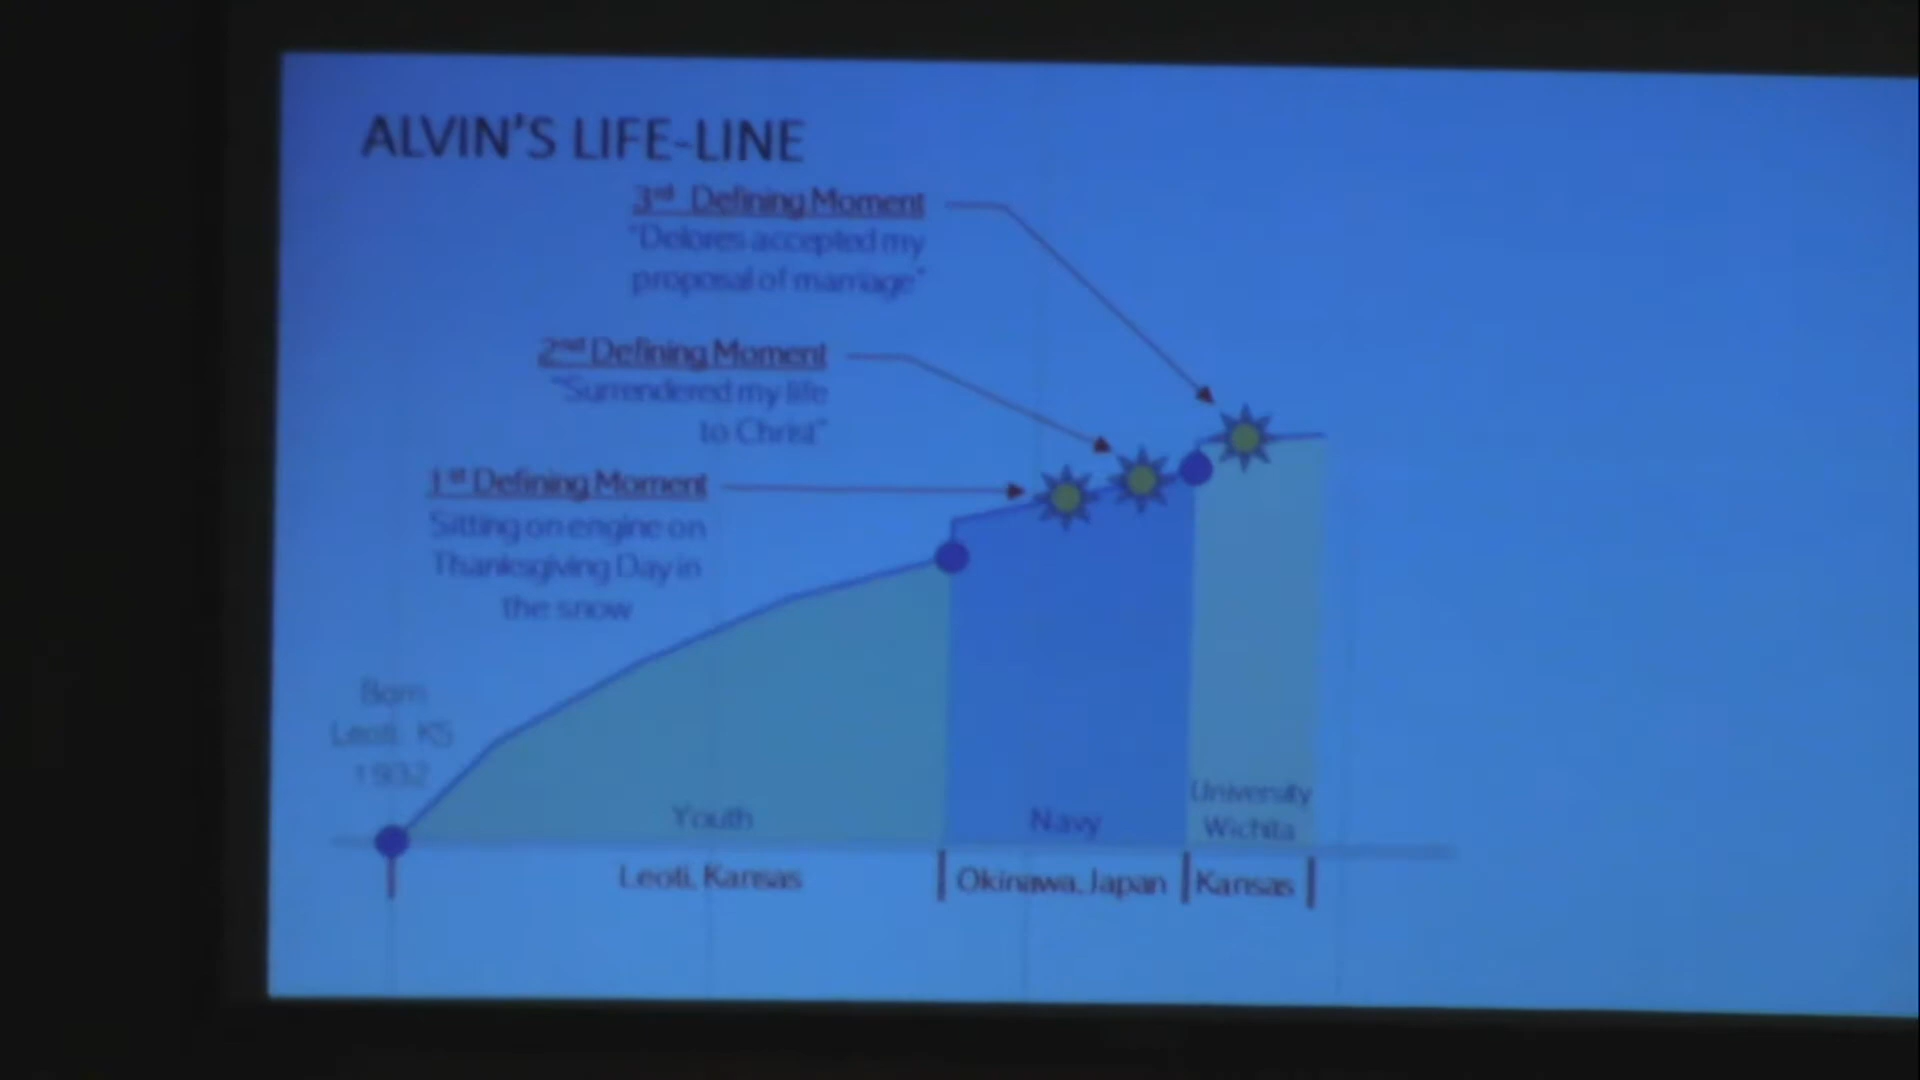 ALVIN'S LIFE-LINE
3rd Defining Moment
"Delores accepted my
proposal of marriage"
2nd Defining Moment
"Surrendered my life
to Christ"
1st Defining Moment
Sitting on engine on
Thanksgiving Day in
the snow
Born
Leoti, KS
1932
Youth
Navy
University
Wichita
Leoti, Kansas
Okinawa, Japan
Kansas